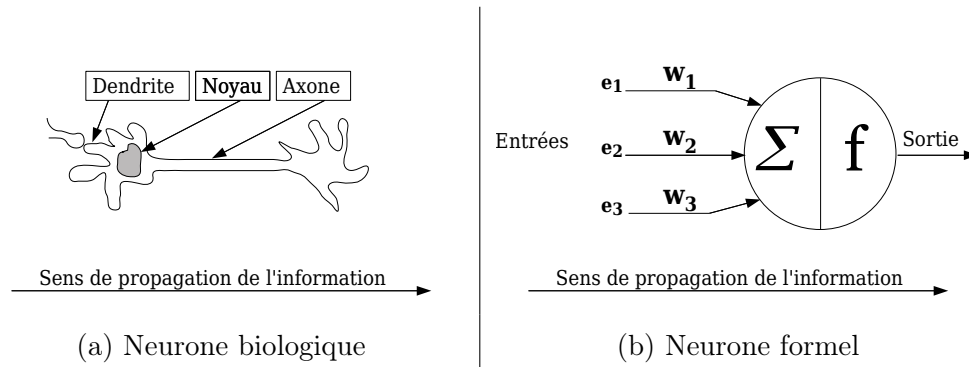 Dendrite Noyau Axone
Sens de propagation de l'information
(a) Neurone biologique
e1 w1
Entrées e2 w2 Σ f Sortie
e3 w3
Sens de propagation de l'information
(b) Neurone formel